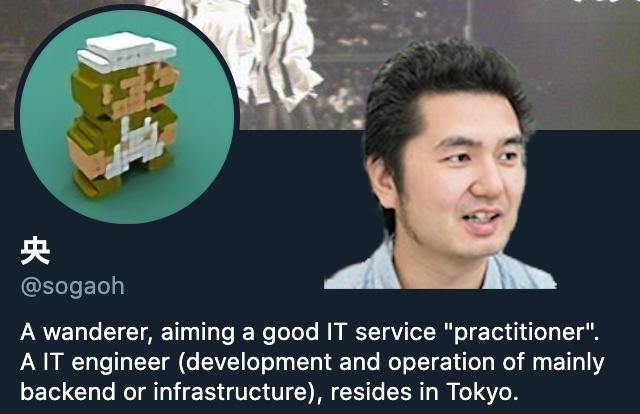 央
@sogaoh
A wanderer, aiming a good IT service "practitioner".
A IT engineer (development and operation of mainly
backend or infrastructure), resides in Tokyo.